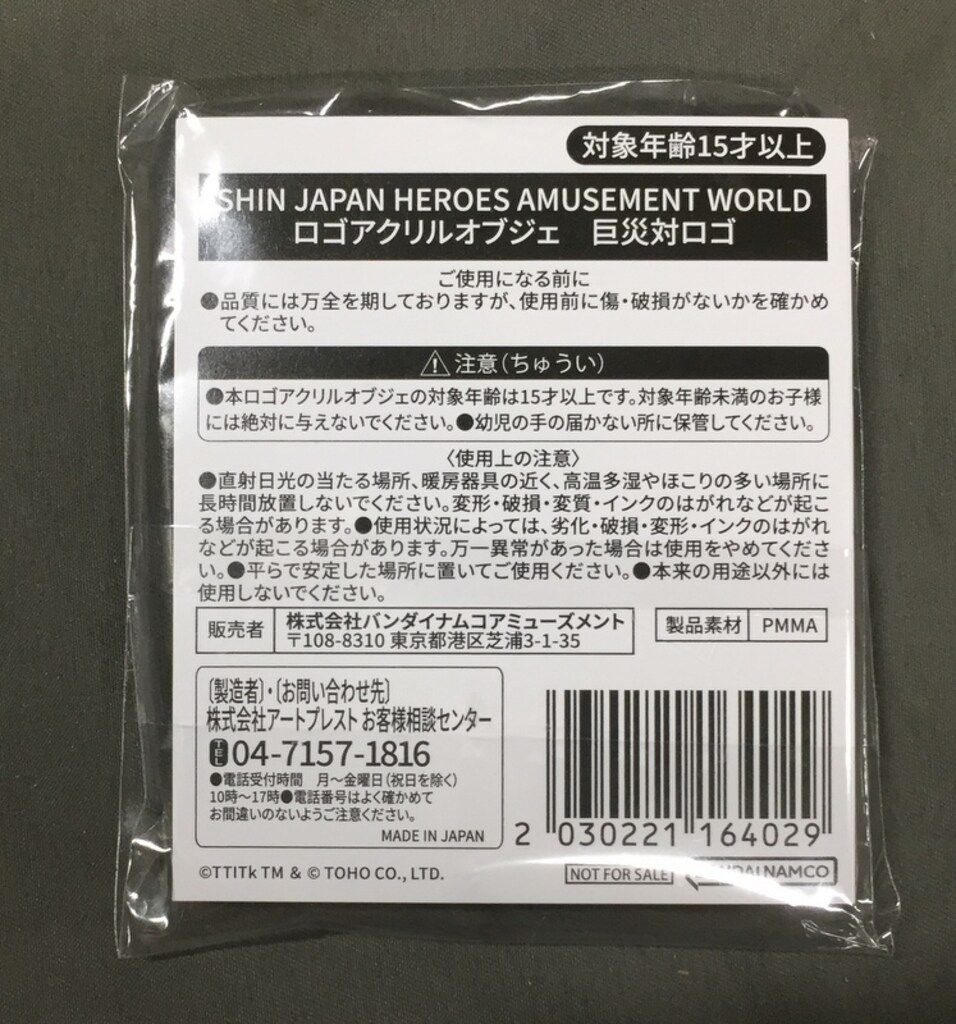 対象年齢15才以上
SHIN JAPAN HEROES AMUSEMENT WORLD
ロゴアクリルオブジェ　巨災対ロゴ
ご使用になる前に
●品質には万全を期しておりますが、使用前に傷・破損がないかを確かめ
てください。
⚠注意(ちゅうい)
●本ロゴアクリルオブジェの対象年齢は15才以上です。対象年齢未満のお子様
には絶対に与えないでください。●幼児の手の届かない所に保管してください。
〈使用上の注意〉
●直射日光の当たる場所、暖房器具の近く、高温多湿やほこりの多い場所に
長時間放置しないでください。変形・破損・変質・インクのはがれなどが起こ
る場合があります。●使用状況によっては、劣化・破損・変形・インクのはがれ
などが起こる場合があります。万一異常があった場合は使用をやめてくださ
い。●平らで安定した場所に置いてご使用ください。●本来の用途以外には
使用しないでください。
販売者 株式会社バンダイナムコアミューズメント
〒108-8310 東京都港区芝浦3-1-35
製品素材 PMMA
〔製造者〕・〔お問い合わせ先〕
株式会社アートプレスト お客様相談センター
TEL 04-7157-1816
●電話受付時間　月～金曜日(祝日を除く)
10時～17時●電話番号はよく確かめて
お間違いのないようご注意ください。
MADE IN JAPAN
2 030221 164029
©TTITk TM & © TOHO CO., LTD.
NOT FOR SALE
BANDAI NAMCO